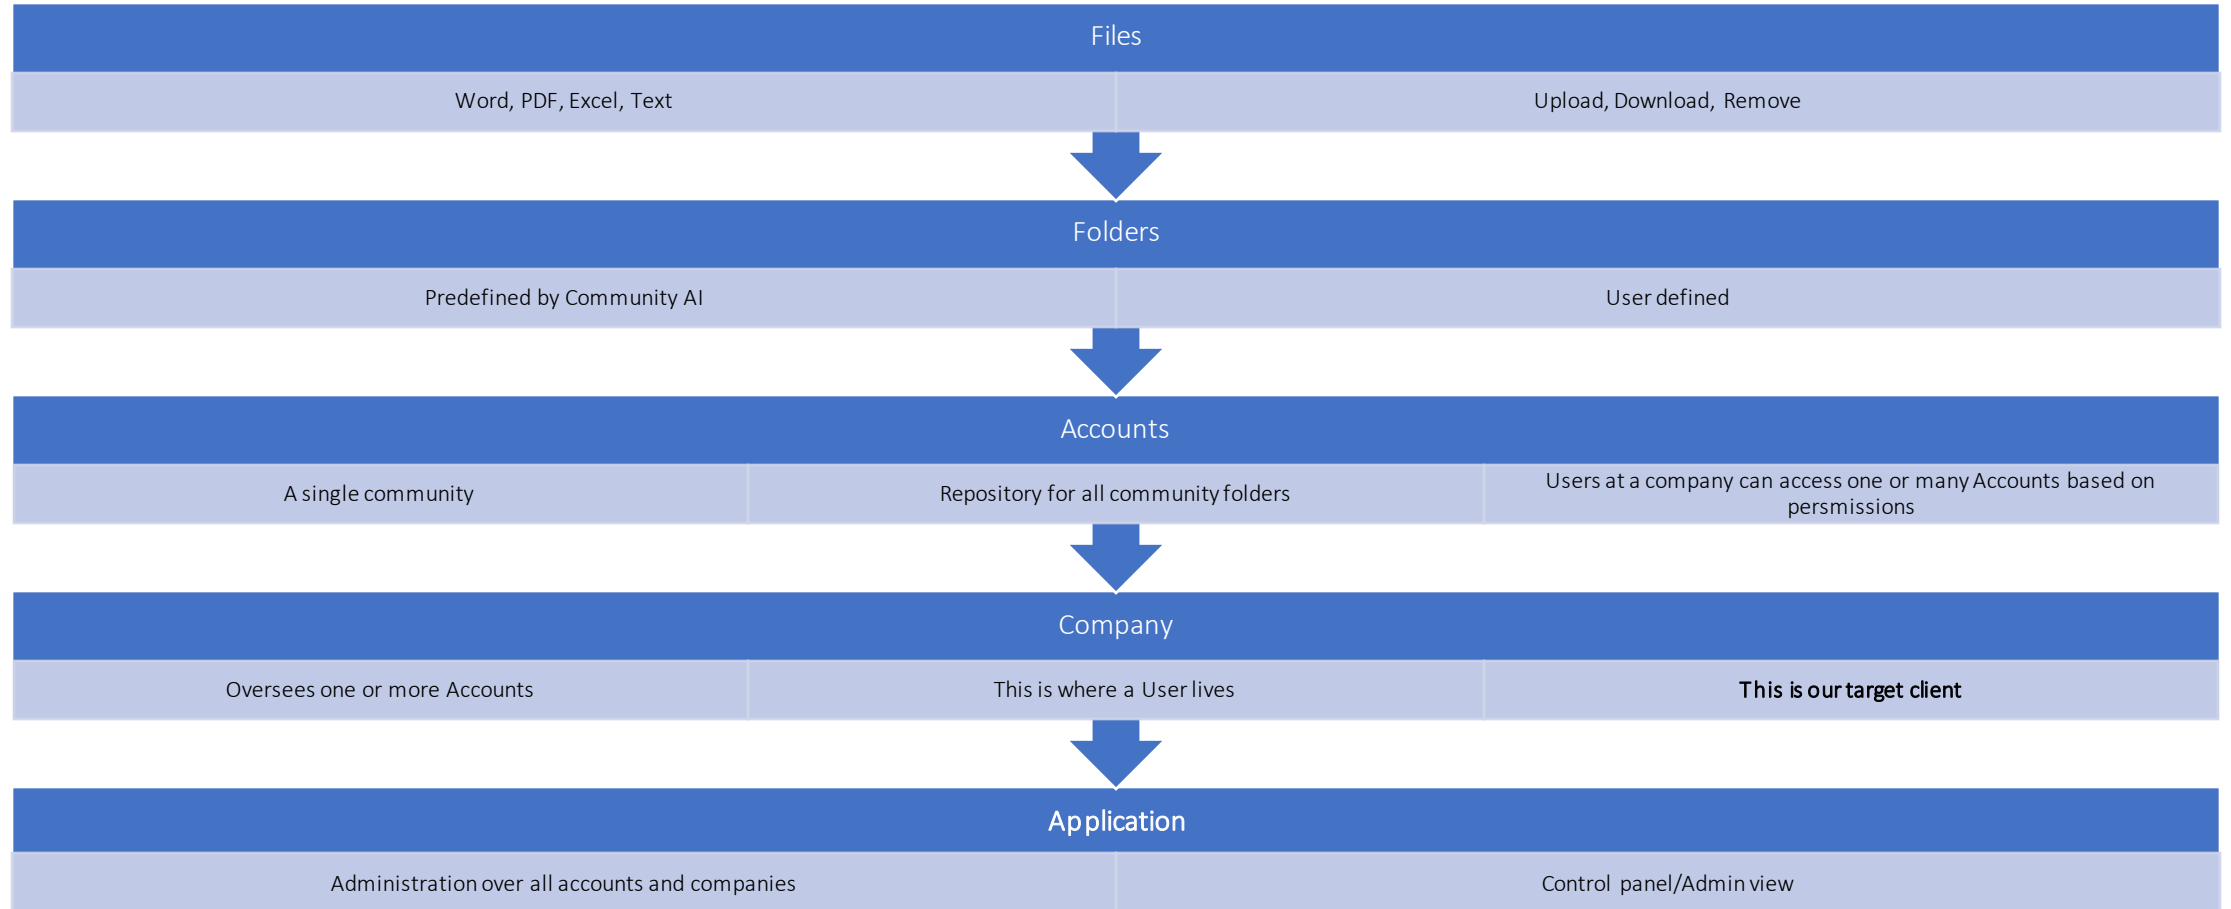 Files
Word, PDF, Excel, Text
Upload, Download, Remove
Folders
Predefined by Community AI
User defined
Accounts
A single community
Repository for all community folders
Users at a company can access one or many Accounts based on
persmissions
Company
Oversees one or more Accounts
This is where a User lives
This is our target client
Application
Administration over all accounts and companies
Control panel/Admin view